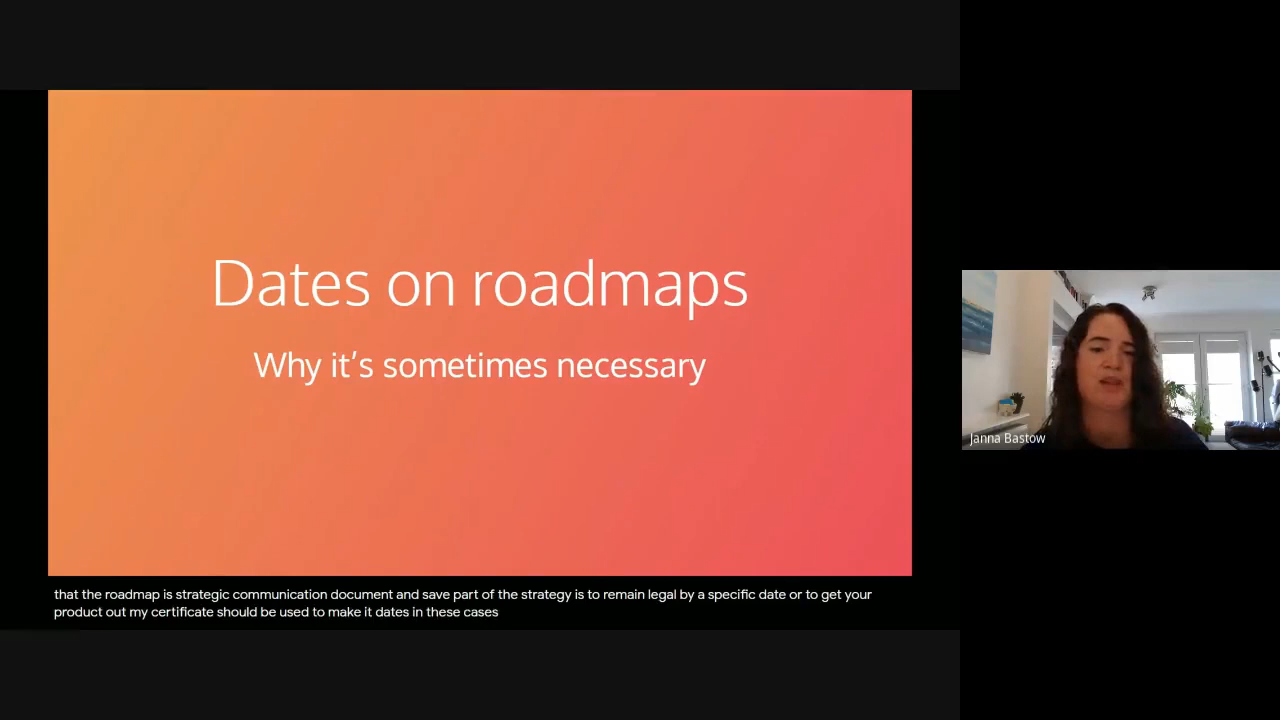 Dates on roadmaps
Why it's sometimes necessary
that the roadmap is strategic communication document and save part of the strategy is to remain legal by a specific date or to get your
product out my certificate should be used to make it dates in these cases
Janna Bastow